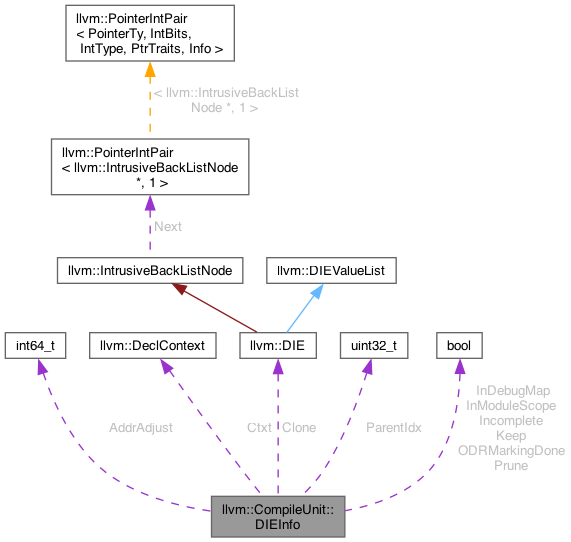 llvm::PointerIntPair
< PointerTy, IntBits,
IntType, PtrTraits, Info >
< llvm::IntrusiveBackList
Node *, 1 >
llvm::PointerIntPair
< llvm::IntrusiveBackListNode
*, 1 >
Next
llvm::IntrusiveBackListNode
llvm::DIEValueList
int64_t
llvm::DeclContext
llvm::DIE
uint32_t
bool
AddrAdjust
Ctxt
Clone
ParentIdx
InDebugMap
InModuleScope
Incomplete
Keep
ODRMarkingDone
Prune
llvm::CompileUnit::
DIEInfo